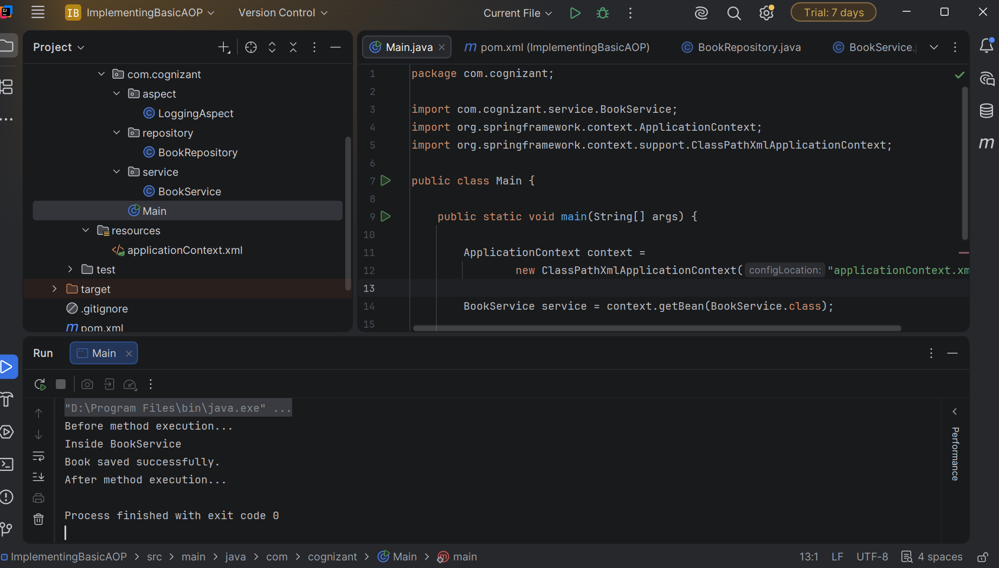 IB ImplementingBasicAOP Version Control Current File Trial: 7 days
Project
com.cognizant
aspect
LoggingAspect
repository
BookRepository
service
BookService
Main
resources
applicationContext.xml
test
target
.gitignore
pom.xml
Main.java pom.xml (ImplementingBasicAOP) BookRepository.java BookService.j
1 package com.cognizant;
2
3 import com.cognizant.service.BookService;
4 import org.springframework.context.ApplicationContext;
5 import org.springframework.context.support.ClassPathXmlApplicationContext;
6
7 public class Main {
8
9 public static void main(String[] args) {
10
11 ApplicationContext context =
12 new ClassPathXmlApplicationContext( configLocation: "applicationContext.xm
13
14 BookService service = context.getBean(BookService.class);
15
Run Main
"D:\Program Files\bin\java.exe" ...
Before method execution...
Inside BookService
Book saved successfully.
After method execution...
Process finished with exit code 0
Performance
ImplementingBasicAOP > src > main > java > com > cognizant > Main > main 13:1 LF UTF-8 4 spaces